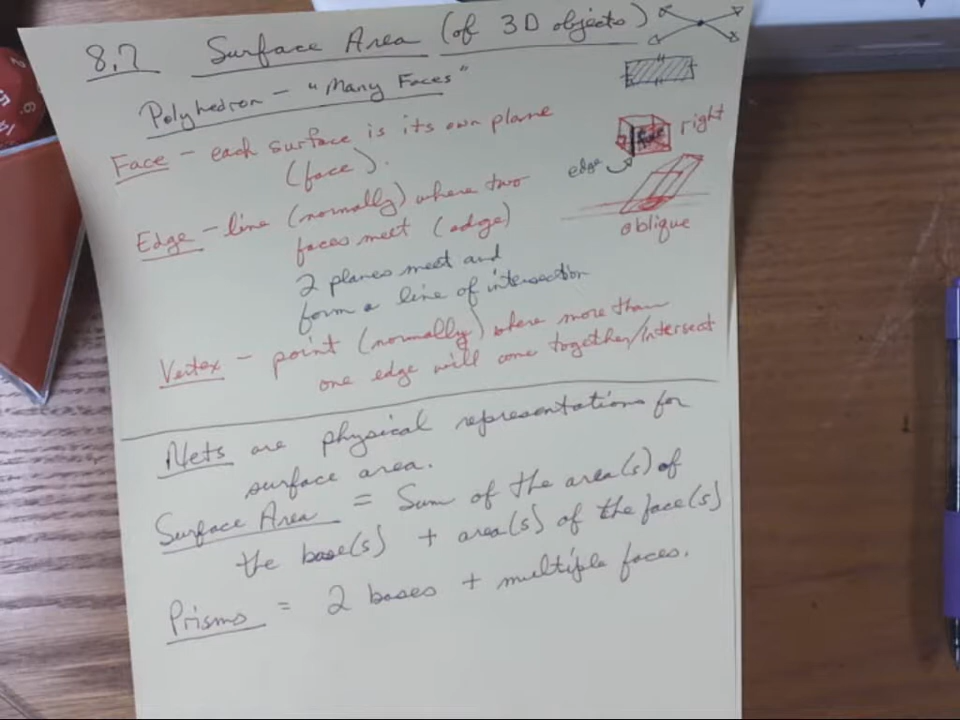 8.2 Surface Area (of 3D objects)
Polyhedron - "Many Faces"
Face - each surface is its own plane
(face).
Edge - line (normally) where two
faces meet (edge)
2 planes meet and
form a line of intersection
Vertex - point (normally) where more than
one edge will come together/intersect
right
face
edge
oblique
Nets are physical representations for
surface area.
Surface Area = Sum of the area(s) of
the base(s) + area(s) of the face(s)
Prisms = 2 bases + multiple faces.